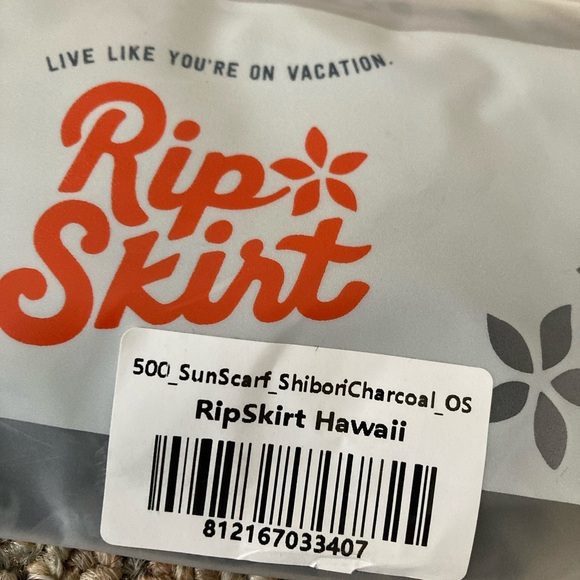 LIVE LIKE YOU'RE ON VACATION.
Rip
Skirt
500_SunScarf_ShiboriCharcoal_OS
RipSkirt Hawaii
812167033407